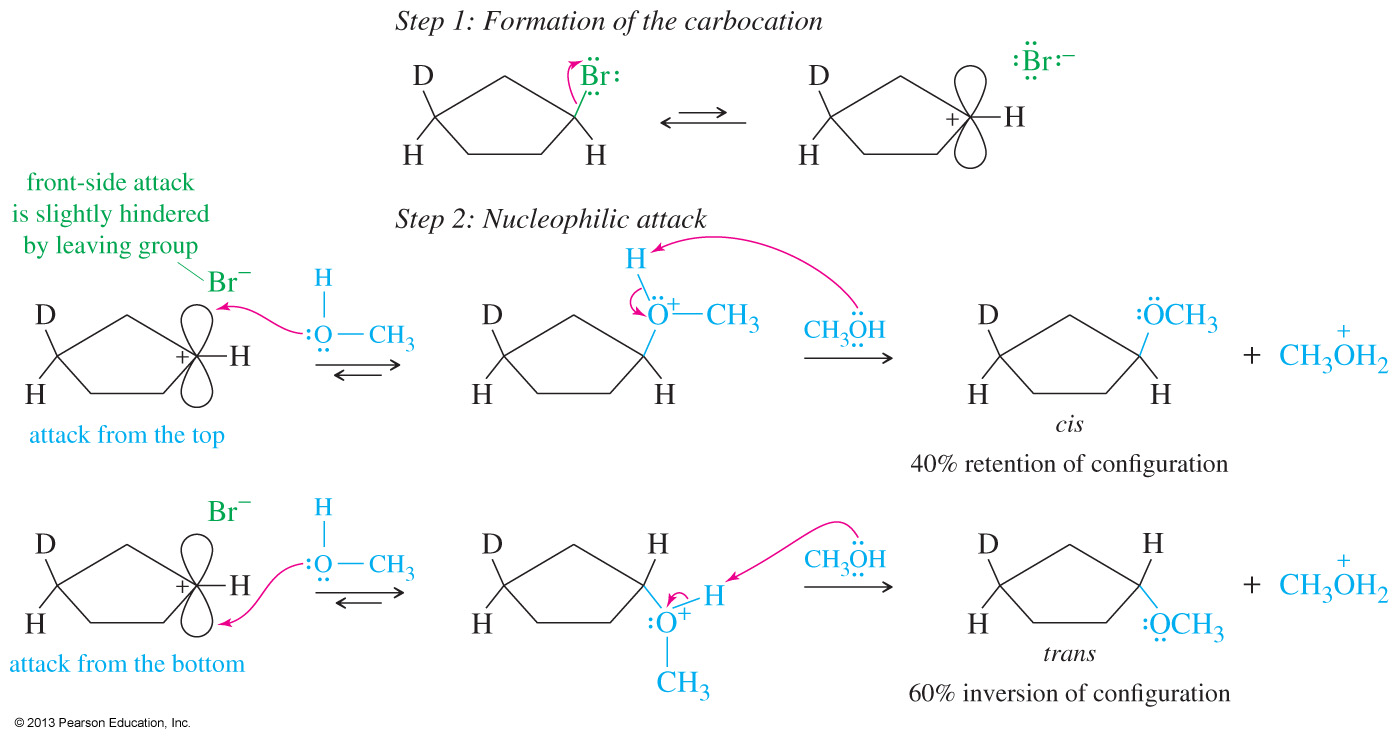 Step 1: Formation of the carbocation
D
Br:
H
H
D
+
H
H
:Br:−
front-side attack
is slightly hindered
by leaving group
Step 2: Nucleophilic attack
Br−
D
+
H
H
H
:O—CH3
attack from the top
H
:O+—CH3
D
H
H
CH3OH
D
:OCH3
H
H
cis
40% retention of configuration
+ CH3OH2+
Br−
D
+
H
H
H
:O—CH3
attack from the bottom
D
H
H
H
:O+
CH3
CH3OH
D
H
H
:OCH3
trans
60% inversion of configuration
+ CH3OH2+
© 2013 Pearson Education, Inc.